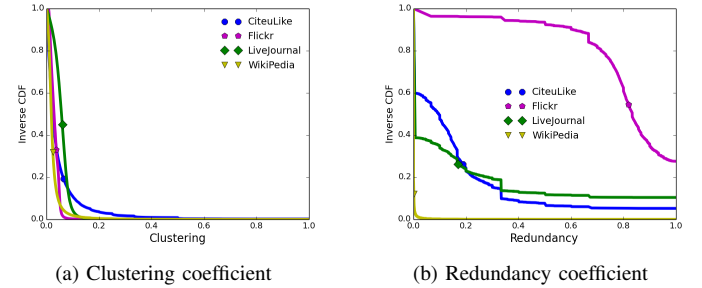 1.0
0.8
0.6
0.4
0.2
0.0
Inverse CDF
0.0 0.2 0.4 0.6 0.8 1.0
Clustering
CiteuLike
Flickr
LiveJournal
WikiPedia
(a) Clustering coefficient
1.0
0.8
0.6
0.4
0.2
0.0
Inverse CDF
0.0 0.2 0.4 0.6 0.8 1.0
Redundancy
CiteuLike
Flickr
LiveJournal
WikiPedia
(b) Redundancy coefficient